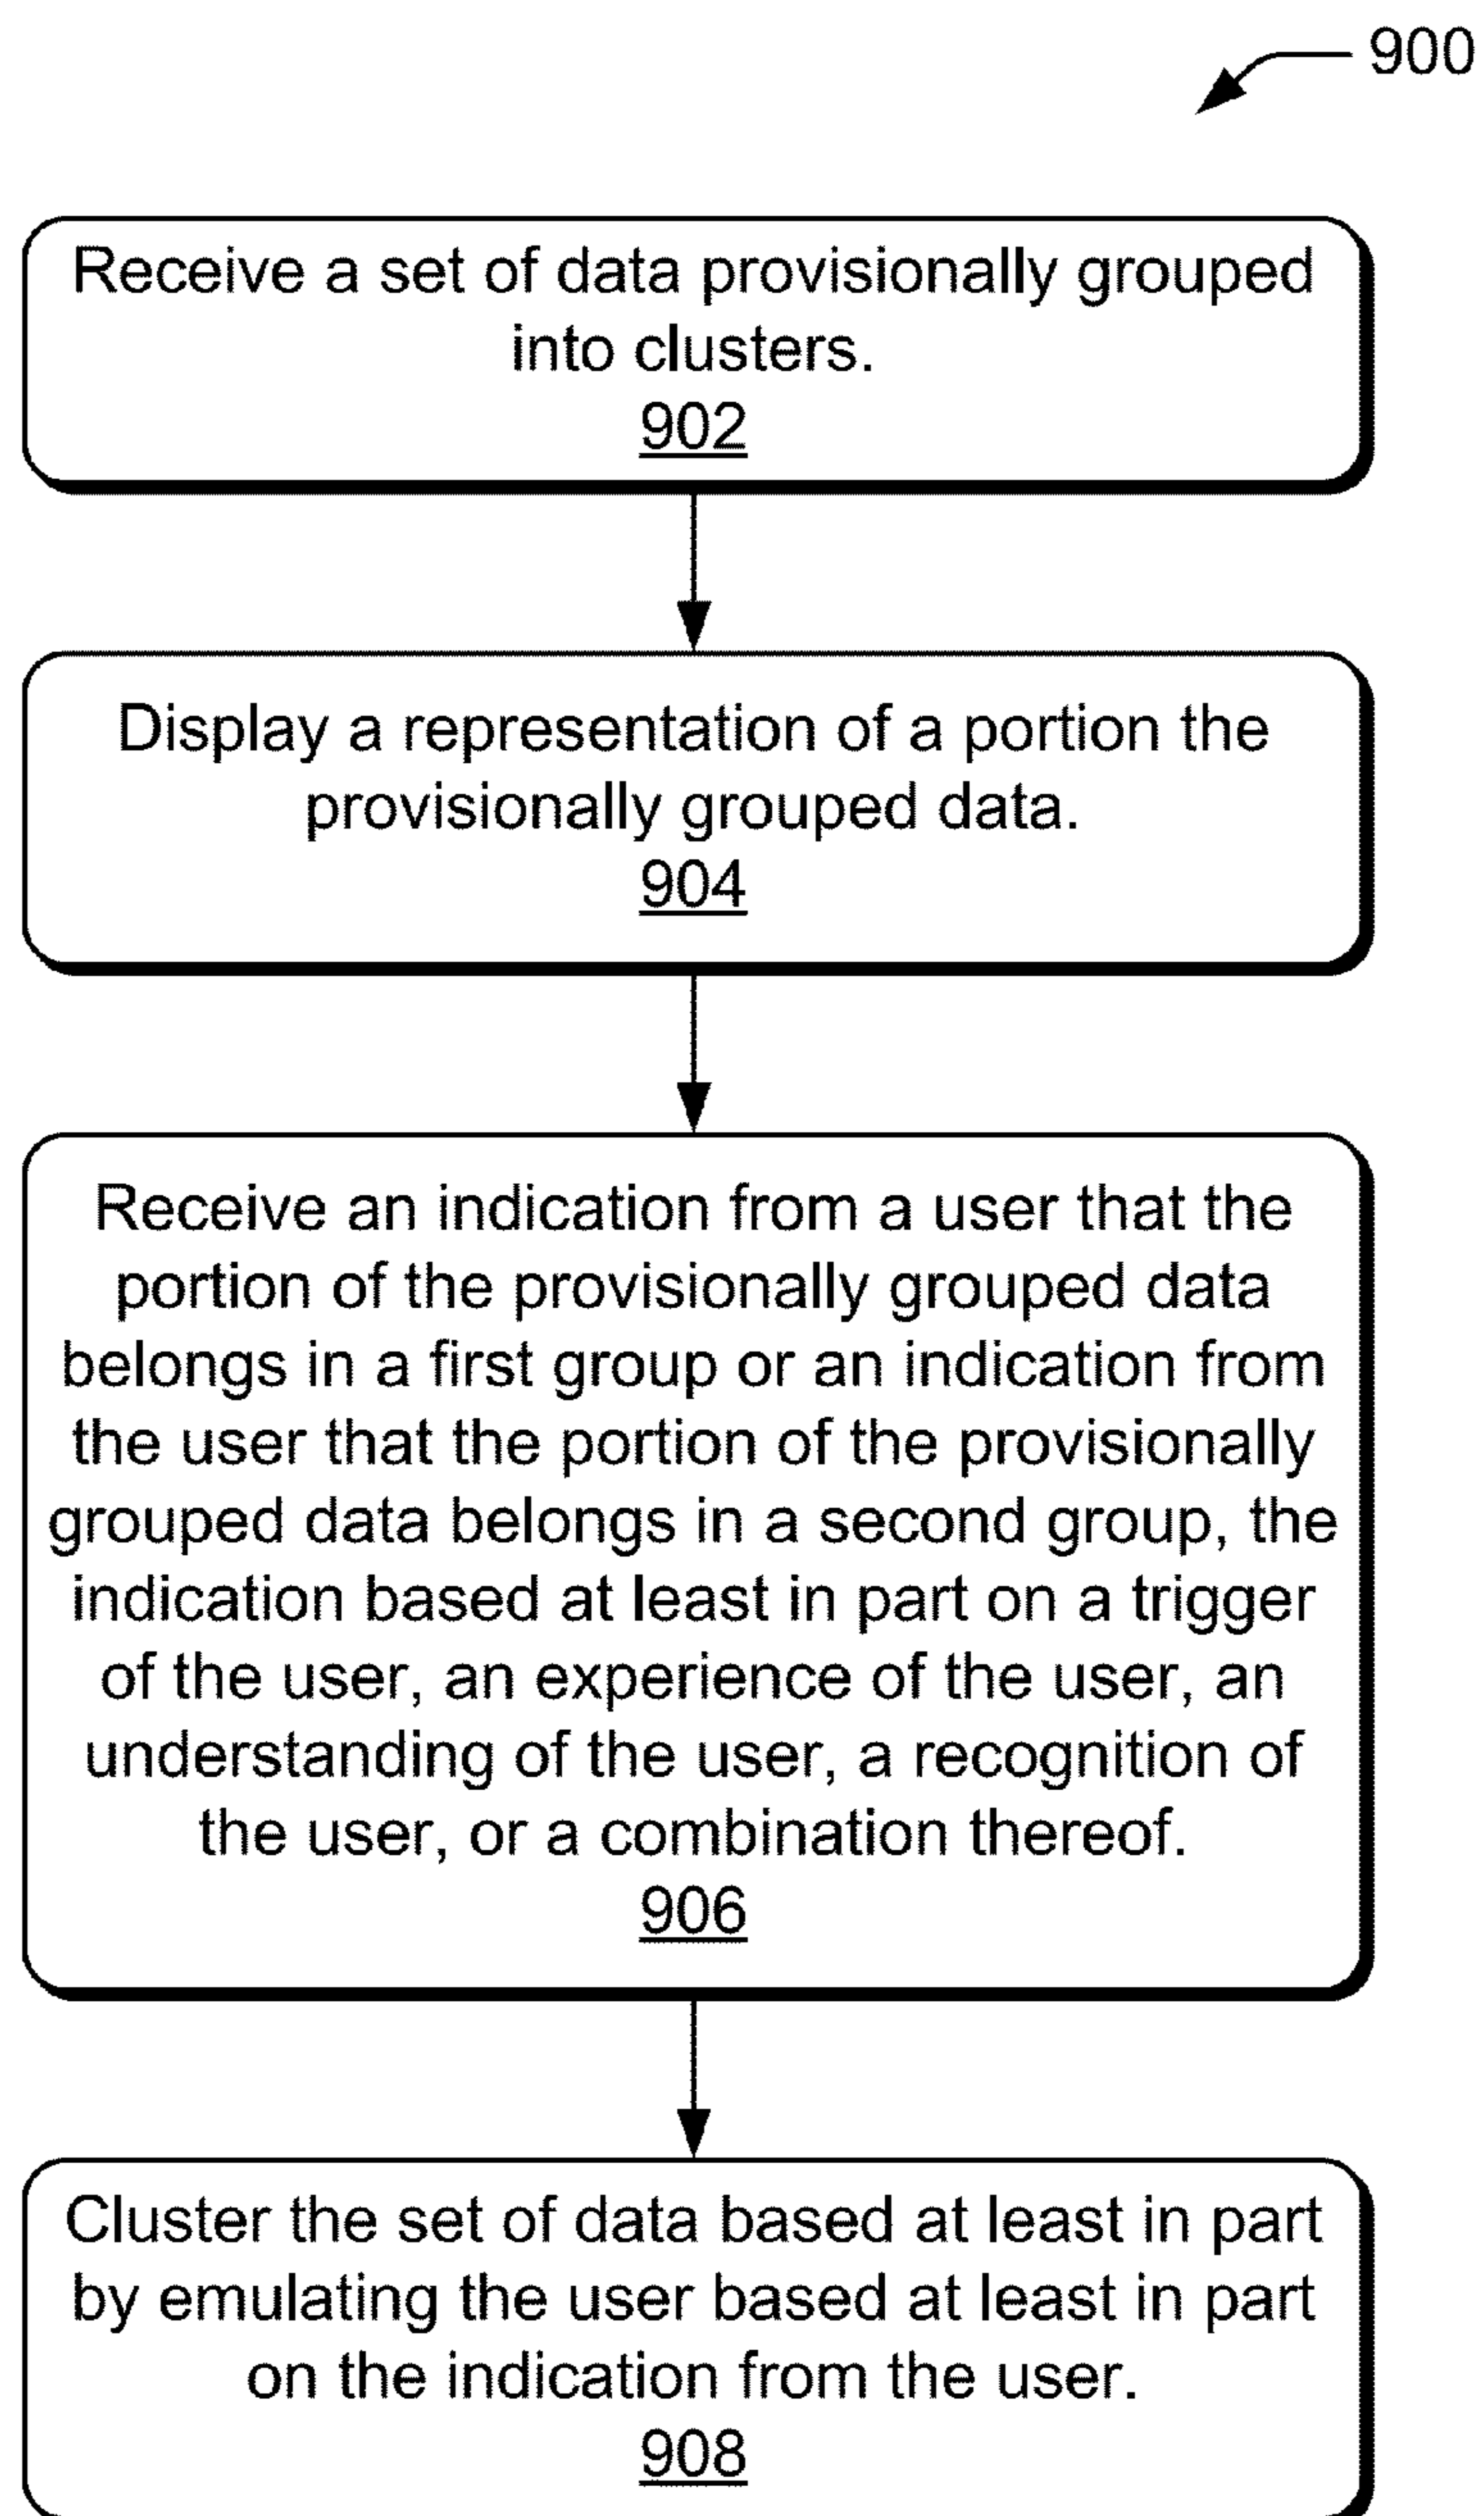 900
Receive a set of data provisionally grouped
into clusters.
902
Display a representation of a portion the
provisionally grouped data.
904
Receive an indication from a user that the
portion of the provisionally grouped data
belongs in a first group or an indication from
the user that the portion of the provisionally
grouped data belongs in a second group, the
indication based at least in part on a trigger
of the user, an experience of the user, an
understanding of the user, a recognition of
the user, or a combination thereof.
906
Cluster the set of data based at least in part
by emulating the user based at least in part
on the indication from the user.
908